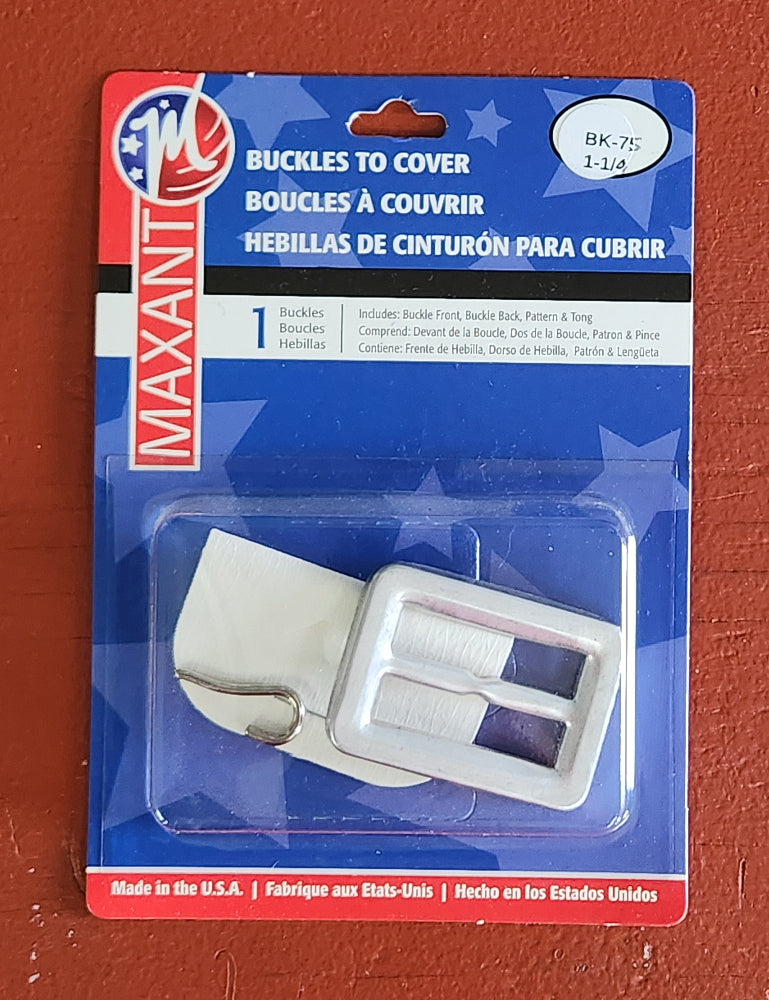 M
MAXANT
BUCKLES TO COVER
BOUCLES À COUVRIR
HEBILLAS DE CINTURÓN PARA CUBRIR
BK-75
1-1/
1
Buckles
Boucles
Hebillas
Includes: Buckle Front, Buckle Back, Pattern & Tong
Comprend: Devant de la Boucle, Dos de la Boucle, Patron & Pince
Contiene: Frente de Hebilla, Dorso de Hebilla, Patrón & Lengüeta
Made in the U.S.A. | Fabrique aux Etats-Unis | Hecho en los Estados Unidos